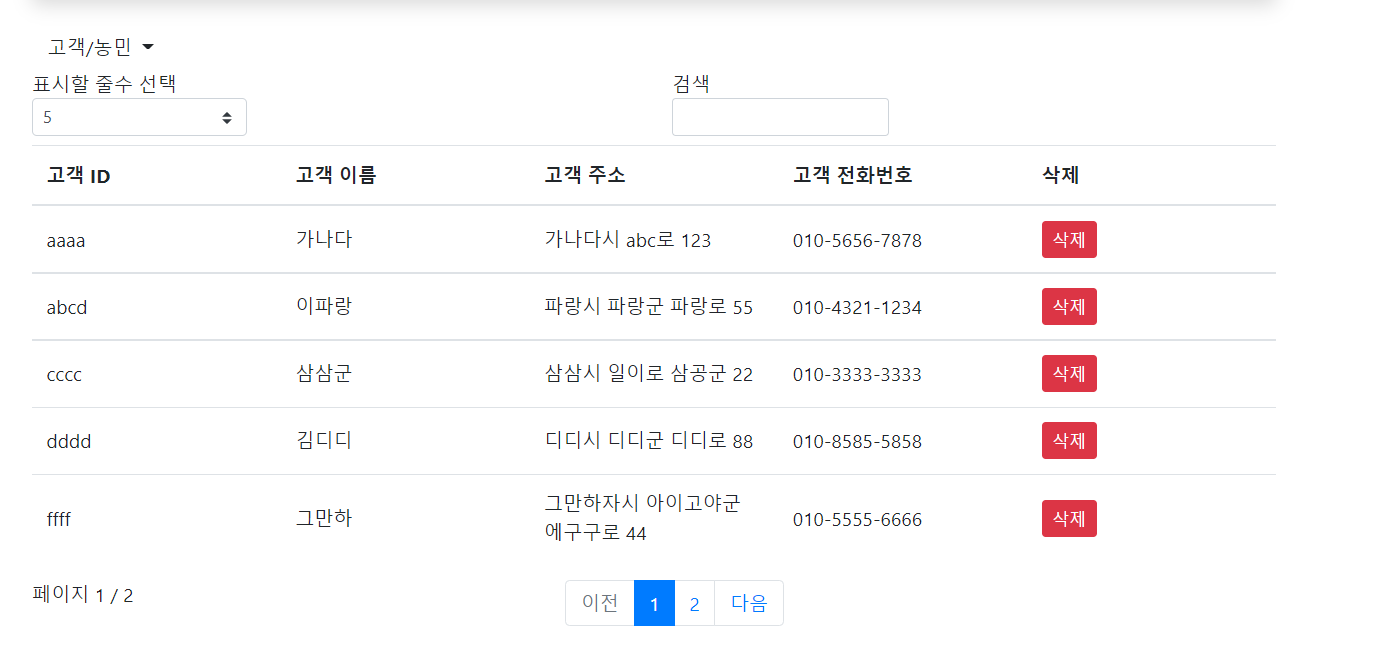 고객/농민
표시할 줄수 선택 검색
5
고객 ID 고객 이름 고객 주소 고객 전화번호 삭제
aaaa 가나다 가나다시 abc로 123 010-5656-7878 삭제
abcd 이파랑 파랑시 파랑군 파랑로 55 010-4321-1234 삭제
cccc 삼삼군 삼삼시 일이로 삼공군 22 010-3333-3333 삭제
dddd 김디디 디디시 디디군 디디로 88 010-8585-5858 삭제
ffff 그만하 그만하자시 아이고야군 010-5555-6666 삭제
에구구로 44
페이지 1 / 2 이전 1 2 다음